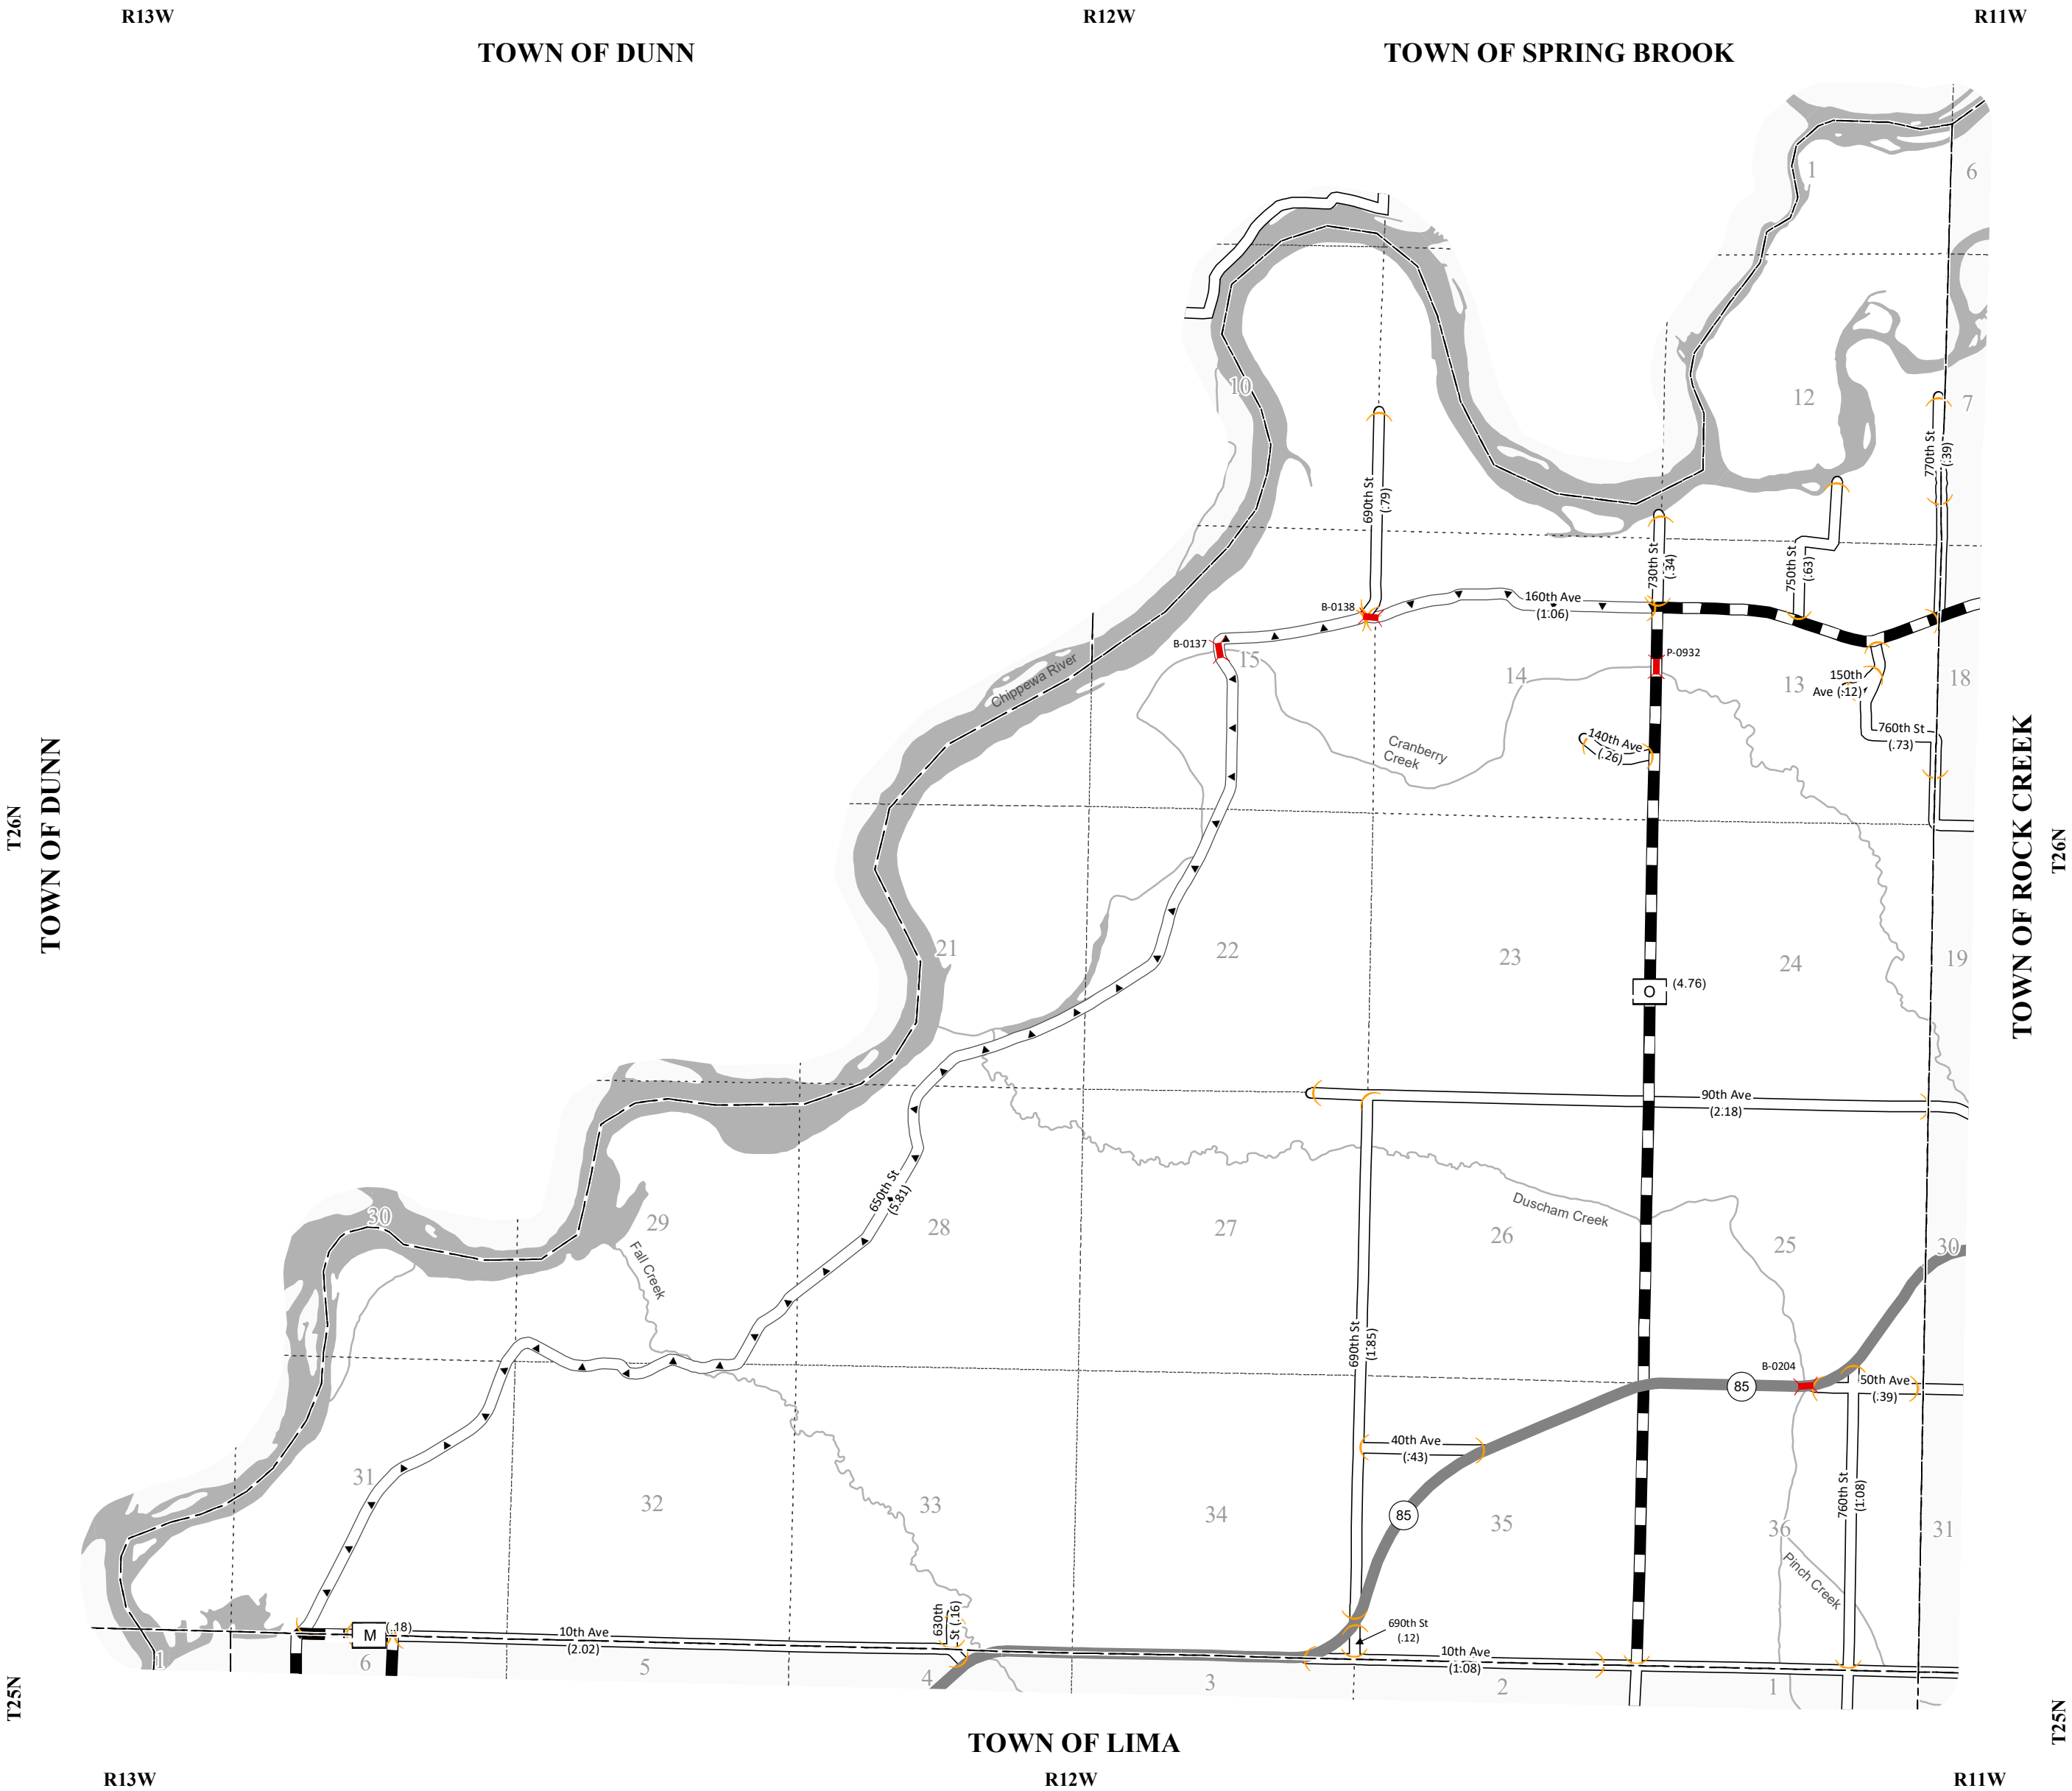 R13W
R12W
R11W
TOWN OF DUNN
TOWN OF SPRING BROOK
1
6
10
12
7
770th St
(.39)
690th St
(.79)
730th St
(.34)
750th St
(.63)
160th Ave
(1.06)
B-0138
B-0137
15
P-0932
14
13
18
150th
Ave (.12)
Chippewa River
760th St
(.73)
140th Ave
(.26)
Cranberry
Creek
TOWN OF DUNN
T26N
TOWN OF ROCK CREEK
T26N
21
22
23
24
19
O
(4.76)
90th Ave
(2.18)
650th St
(5.81)
Duscham Creek
30
29
28
27
26
25
30
Fall Creek
690th St
(1.85)
B-0204
85
50th Ave
(.39)
40th Ave
(.43)
31
32
33
34
85
35
36
31
760th St
(1.08)
Pinch Creek
630th
St (.16)
M
(.18)
10th Ave
(2.02)
690th St
(.12)
10th Ave
(1.08)
1
6
5
4
3
2
1
T25N
T25N
TOWN OF LIMA
R13W
R12W
R11W